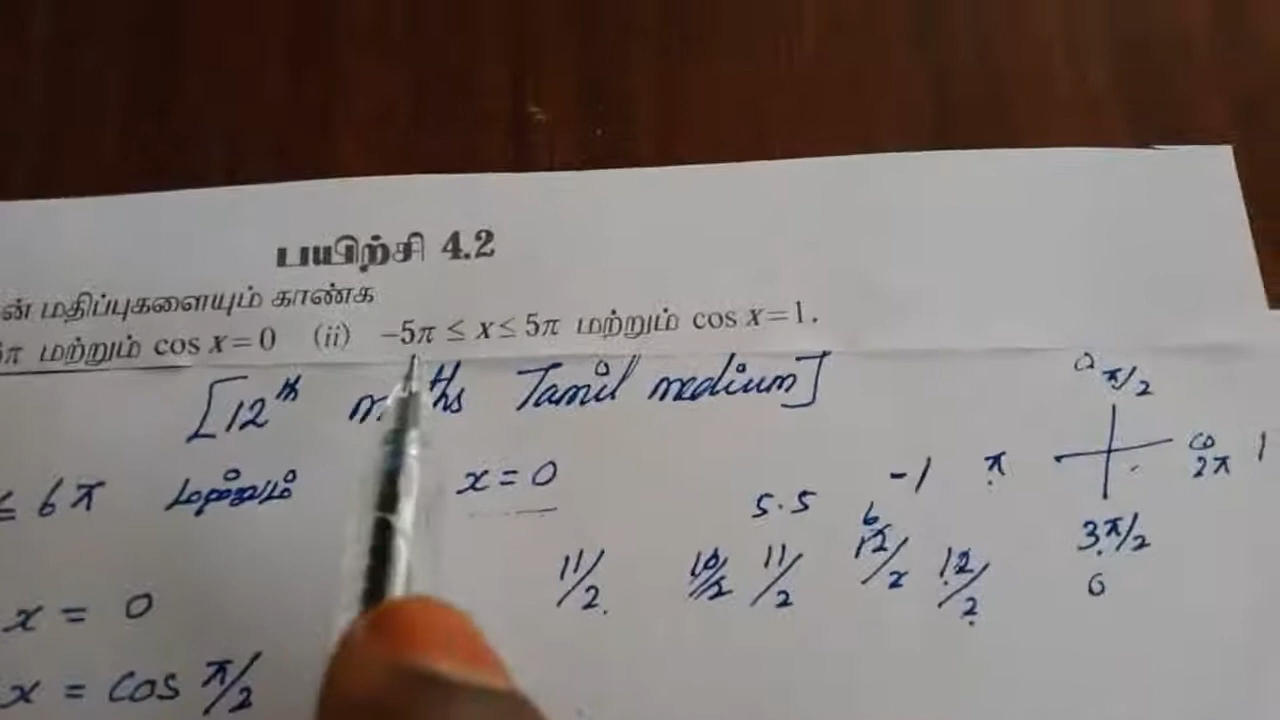 பயிற்சி 4.2
ன் மதிப்புகளையும் காண்க
π மற்றும் cos x=0 (ii) -5π ≤ x ≤ 5π மற்றும் cos x=1.
[12th Tamil medium]
≤ 6π மற்றும் x = 0
x = 0
x = cos π/2
11/2 10/2 11/2 12/2 12/2
5.5 6
-1 π
π/2
2π 1
3π/2
0